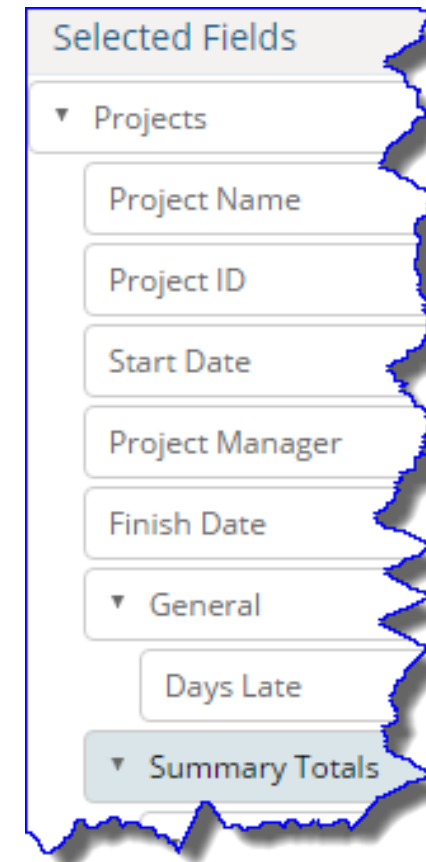 Selected Fields
Projects
Project Name
Project ID
Start Date
Project Manager
Finish Date
General
Days Late
Summary Totals